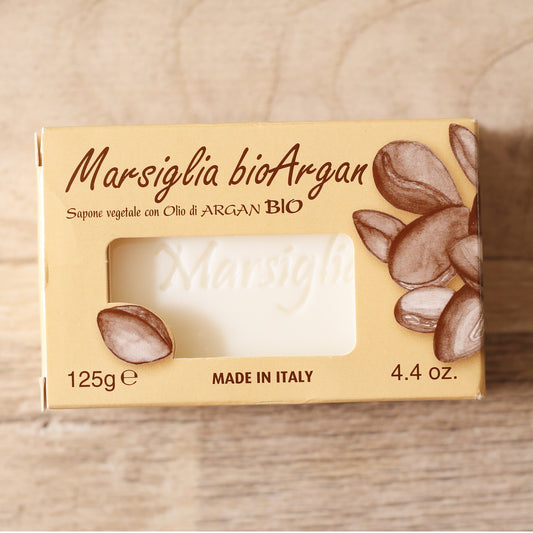 Marsiglia bioArgan
Sapone vegetale con Olio di ARGAN BIO
Marsiglia
125g ℮
MADE IN ITALY
4.4 oz.